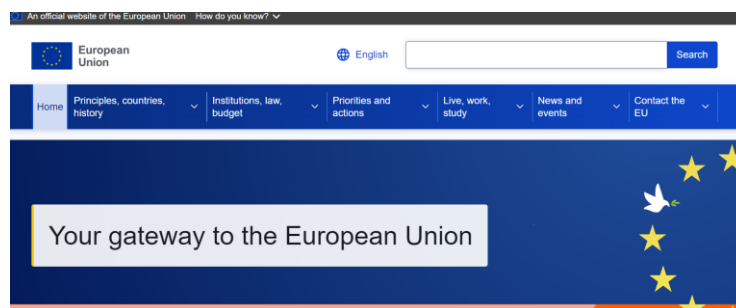 An official website of the European Union How do you know?
European
Union
English
Search
Home
Principles, countries,
history
Institutions, law,
budget
Priorities and
actions
Live, work,
study
News and
events
Contact the
EU
Your gateway to the European Union